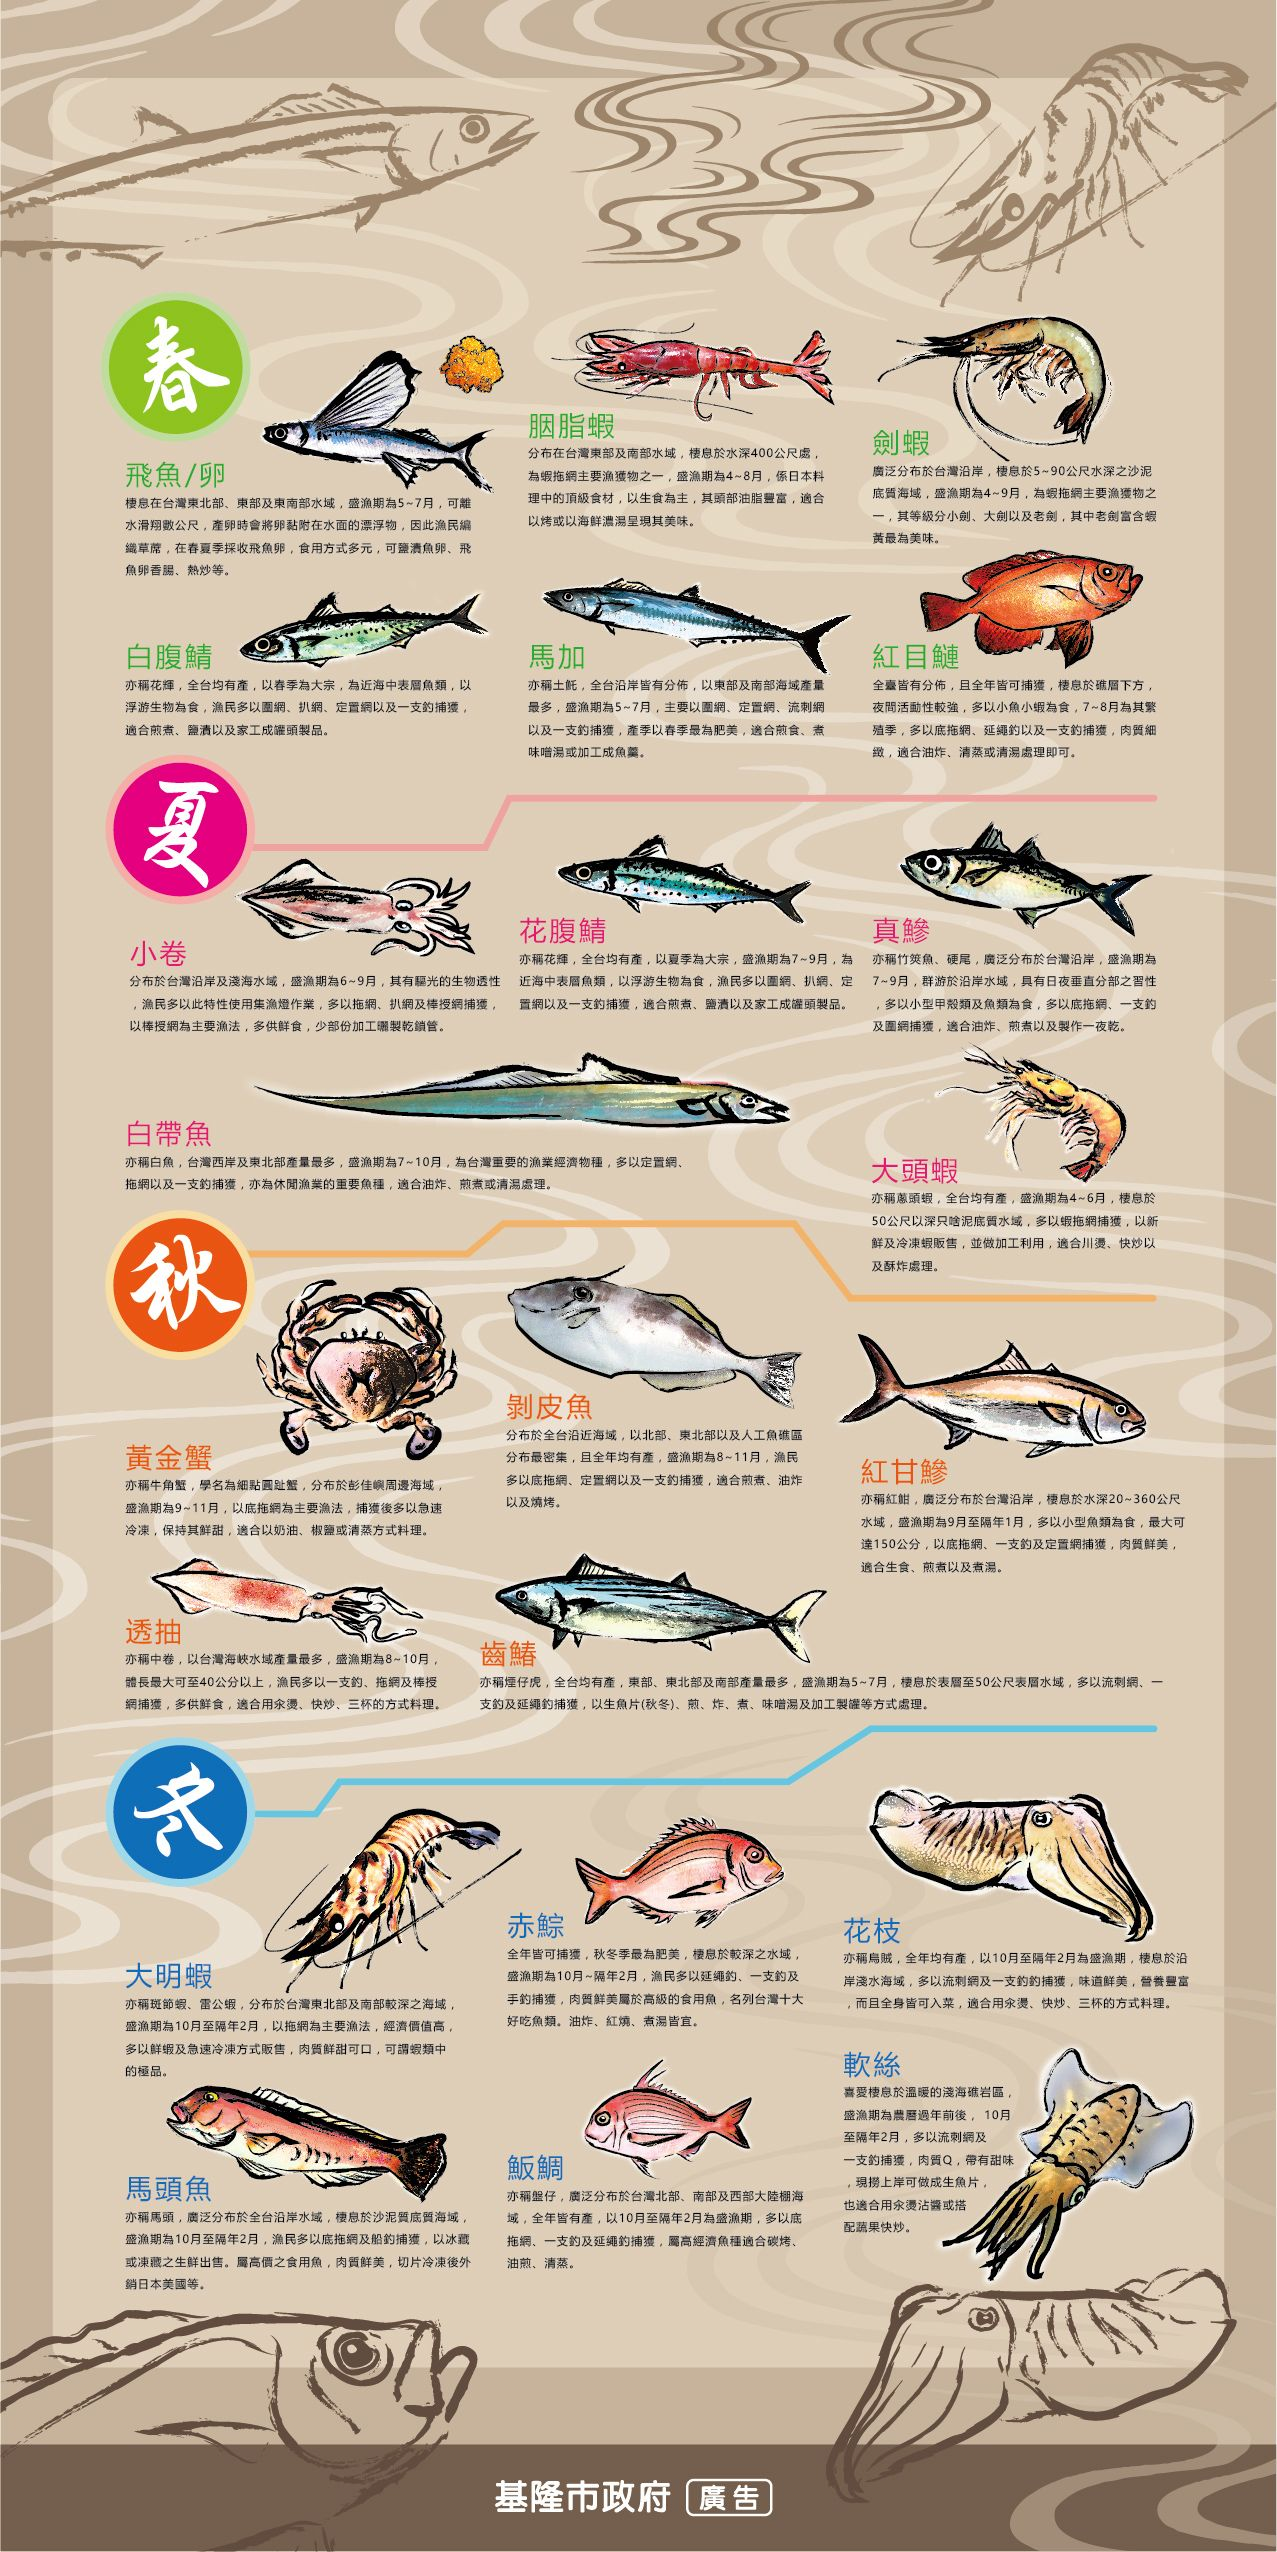 春
飛魚/卵
棲息在台灣東北部、東部及東南部水域，盛漁期為5~7月，可離
水滑翔數公尺，產卵時會將卵黏附在水面的漂浮物，因此漁民編
織草蓆，在春夏季採收飛魚卵，食用方式多元，可鹽漬魚卵、飛
魚卵香腸、熱炒等。
胭脂蝦
分布在台灣東部及南部水域，棲息於水深400公尺處，
為蝦拖網主要漁獲物之一，盛漁期為4~8月，係日本料
理中的頂級食材，以生食為主，其頭部油脂豐富，適合
以烤或以海鮮濃湯呈現其美味。
劍蝦
廣泛分布於台灣沿岸，棲息於5~90公尺水深之沙泥
底質海域，盛漁期為4~9月，為蝦拖網主要漁獲物之
一，其等級分小劍、大劍以及老劍，其中老劍富含蝦
黃最為美味。
白腹鯖
亦稱花輝，全台均有產，以春季為大宗，為近海中表層魚類，以
浮游生物為食，漁民多以圍網、扒網、定置網以及一支釣捕獲，
適合煎煮、鹽漬以及家工成罐頭製品。
馬加
亦稱土魠，全台沿岸皆有分佈，以東部及南部海域產量
最多，盛漁期為5~7月，主要以圍網、定置網、流刺網
以及一支釣捕獲，產季以春季最為肥美，適合煎食、煮
味噌湯或加工成魚羹。
紅目鰱
全臺皆有分佈，且全年皆可捕獲，棲息於礁層下方，
夜間活動性較強，多以小魚小蝦為食，7~8月為其繁
殖季，多以底拖網、延繩釣以及一支釣捕獲，肉質細
緻，適合油炸、清蒸或清湯處理即可。
夏
小卷
分布於台灣沿岸及淺海水域，盛漁期為6~9月，其有驅光的生物透性
，漁民多以此特性使用集漁燈作業，多以拖網、扒網及棒授網捕獲，
以棒授網為主要漁法，多供鮮食，少部份加工曬製乾鎖管。
花腹鯖
亦稱花輝，全台均有產，以夏季為大宗，盛漁期為7~9月，為
近海中表層魚類，以浮游生物為食，漁民多以圍網、扒網、定
置網以及一支釣捕獲，適合煎煮、鹽漬以及家工成罐頭製品。
真鰺
亦稱竹筴魚、硬尾，廣泛分布於台灣沿岸，盛漁期為
7~9月，群游於沿岸水域，具有日夜垂直分部之習性
，多以小型甲殼類及魚類為食，多以底拖網、一支釣
及圍網捕獲，適合油炸、煎煮以及製作一夜乾。
白帶魚
亦稱白魚，台灣西岸及東北部產量最多，盛漁期為7~10月，為台灣重要的漁業經濟物種，多以定置網、
拖網以及一支釣捕獲，亦為休閒漁業的重要魚種，適合油炸、煎煮或清湯處理。
大頭蝦
亦稱蔥頭蝦，全台均有產，盛漁期為4~6月，棲息於
50公尺以深只啥泥底質水域，多以蝦拖網捕獲，以新
鮮及冷凍蝦販售，並做加工利用，適合川燙、快炒以
及酥炸處理。
秋
黃金蟹
亦稱牛角蟹，學名為細點圓趾蟹，分布於彭佳嶼周邊海域，
盛漁期為9~11月，以底拖網為主要漁法，捕獲後多以急速
冷凍，保持其鮮甜，適合以奶油、椒鹽或清蒸方式料理。
剝皮魚
分布於全台沿近海域，以北部、東北部以及人工魚礁區
分布最密集，且全年均有產，盛漁期為8~11月，漁民
多以底拖網、定置網以及一支釣捕獲，適合煎煮、油炸
以及燒烤。
紅甘鰺
亦稱紅魽，廣泛分布於台灣沿岸，棲息於水深20~360公尺
水域，盛漁期為9月至隔年1月，多以小型魚類為食，最大可
達150公分，以底拖網、一支釣及定置網捕獲，肉質鮮美，
適合生食、煎煮以及煮湯。
透抽
亦稱中卷，以台灣海峽水域產量最多，盛漁期為8~10月，
體長最大可至40公分以上，漁民多以一支釣、拖網及棒授
網捕獲，多供鮮食，適合用汆燙、快炒、三杯的方式料理。
齒鰆
亦稱煙仔虎，全台均有產，東部、東北部及南部產量最多，盛漁期為5~7月，棲息於表層至50公尺表層水域，多以流刺網、一
支釣及延繩釣捕獲，以生魚片(秋冬)、煎、炸、煮、味噌湯及加工製罐等方式處理。
冬
大明蝦
亦稱斑節蝦、雷公蝦，分布於台灣東北部及南部較深之海域，
盛漁期為10月至隔年2月，以拖網為主要漁法，經濟價值高，
多以鮮蝦及急速冷凍方式販售，肉質鮮甜可口，可謂蝦類中
的極品。
赤鯮
全年皆可捕獲，秋冬季最為肥美，棲息於較深之水域，
盛漁期為10月~隔年2月，漁民多以延繩釣、一支釣及
手釣捕獲，肉質鮮美屬於高級的食用魚，名列台灣十大
好吃魚類。油炸、紅燒、煮湯皆宜。
花枝
亦稱烏賊，全年均有產，以10月至隔年2月為盛漁期，棲息於沿
岸淺水海域，多以流刺網及一支釣釣捕獲，味道鮮美，營養豐富
，而且全身皆可入菜，適合用汆燙、快炒、三杯的方式料理。
馬頭魚
亦稱馬頭，廣泛分布於全台沿岸水域，棲息於沙泥質底質海域，
盛漁期為10月至隔年2月，漁民多以底拖網及船釣捕獲，以冰藏
或凍藏之生鮮出售。屬高價之食用魚，肉質鮮美，切片冷凍後外
銷日本美國等。
飯鯛
亦稱盤仔，廣泛分布於台灣北部、南部及西部大陸棚海
域，全年皆有產，以10月至隔年2月為盛漁期，多以底
拖網、一支釣及延繩釣捕獲，屬高經濟魚種適合碳烤、
油煎、清蒸。
軟絲
喜愛棲息於溫暖的淺海礁岩區，
盛漁期為農曆過年前後， 10月
至隔年2月，多以流刺網及
一支釣捕獲，肉質Q，帶有甜味
，現撈上岸可做成生魚片，
也適合用汆燙沾醬或搭
配蔬果快炒。
基隆市政府 廣告